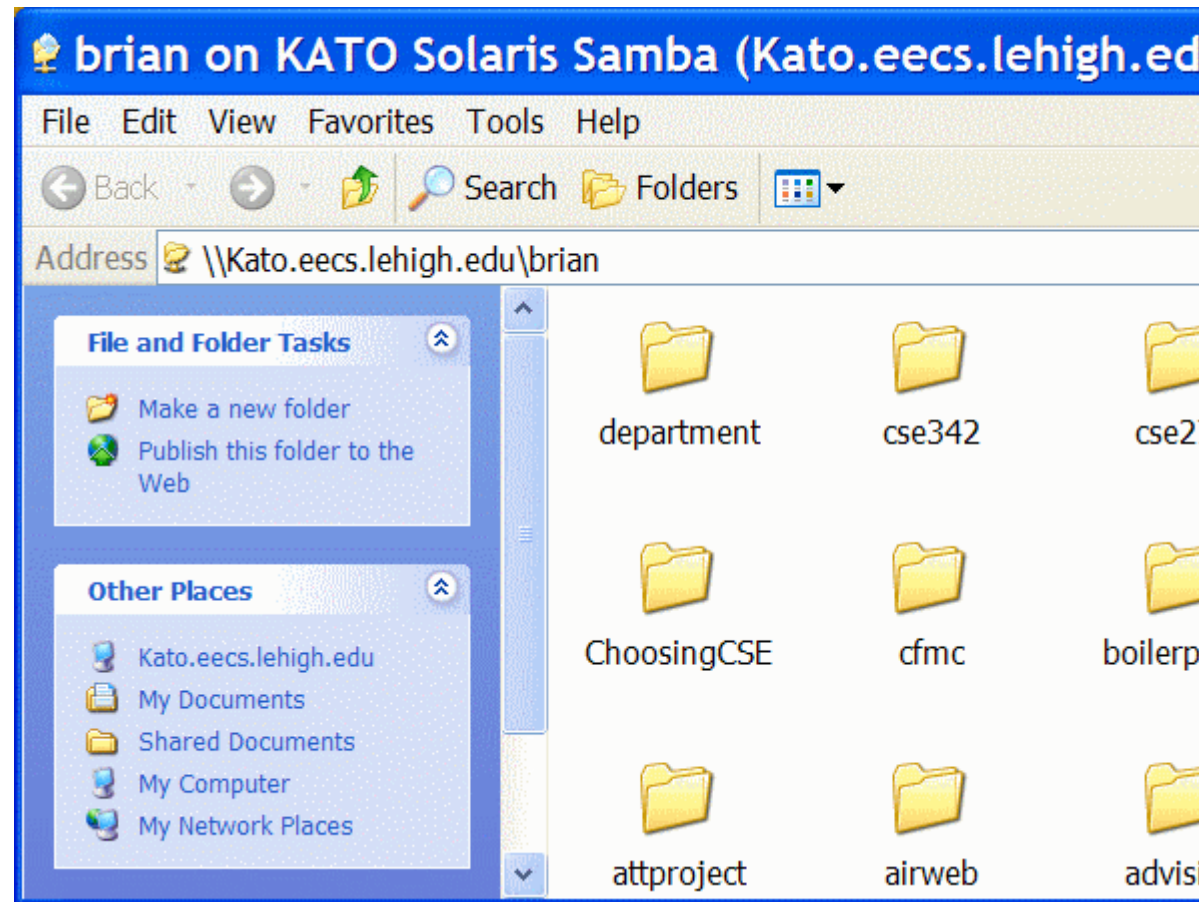 brian on KATO Solaris Samba (Kato.eecs.lehigh.ed
File Edit View Favorites Tools Help
Back Search Folders
Address \\Kato.eecs.lehigh.edu\brian
File and Folder Tasks
Make a new folder
Publish this folder to the
Web
Other Places
Kato.eecs.lehigh.edu
My Documents
Shared Documents
My Computer
My Network Places
department cse342 cse2
ChoosingCSE cfmc boilerp
attproject airweb advisi